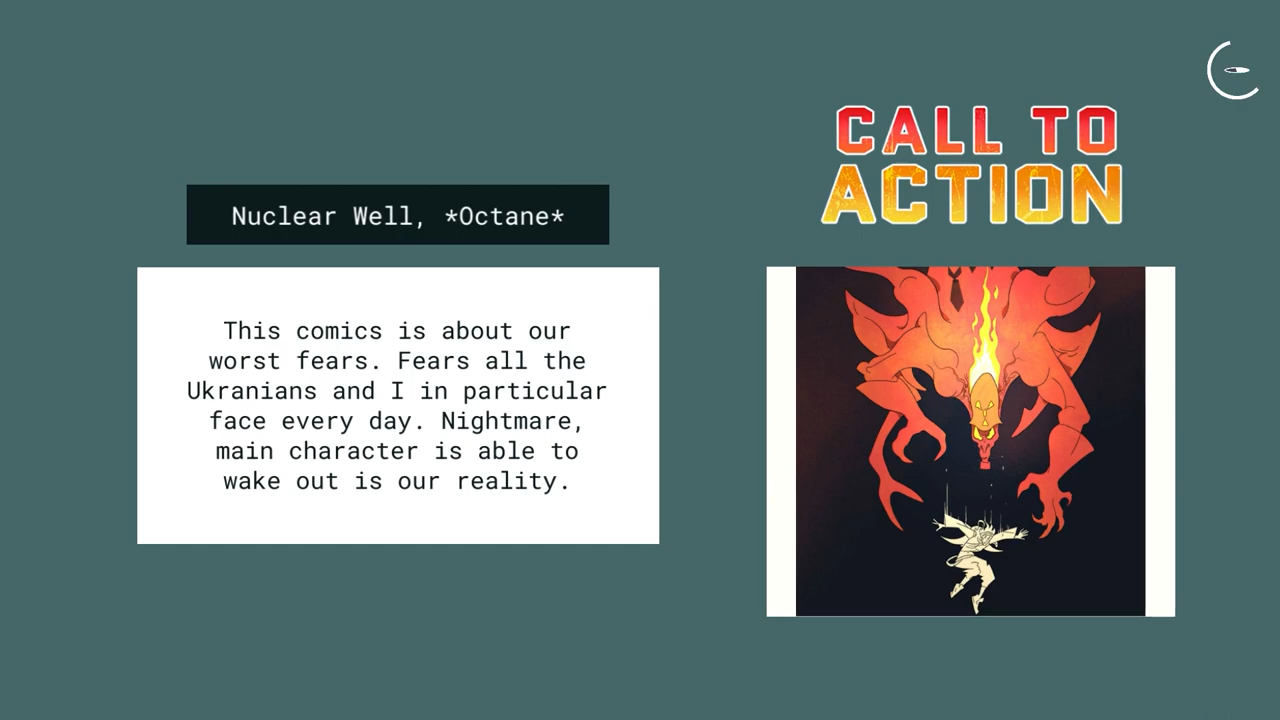 CALL TO
ACTION
Nuclear Well, *Octane*
This comics is about our
worst fears. Fears all the
Ukranians and I in particular
face every day. Nightmare,
main character is able to
wake out is our reality.